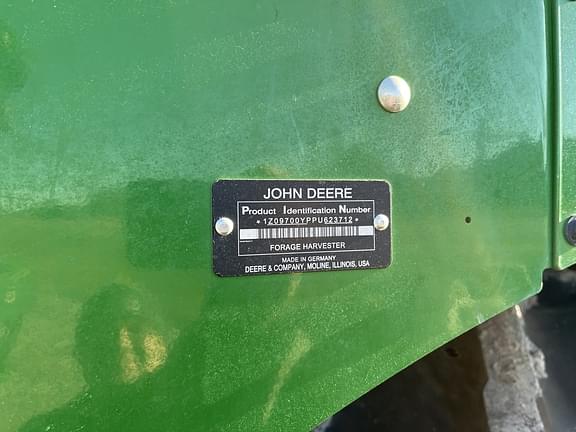 JOHN DEERE
Product Identification Number
*1Z09700YPPU623712*
FORAGE HARVESTER
MADE IN GERMANY
DEERE & COMPANY, MOLINE, ILLINOIS, USA